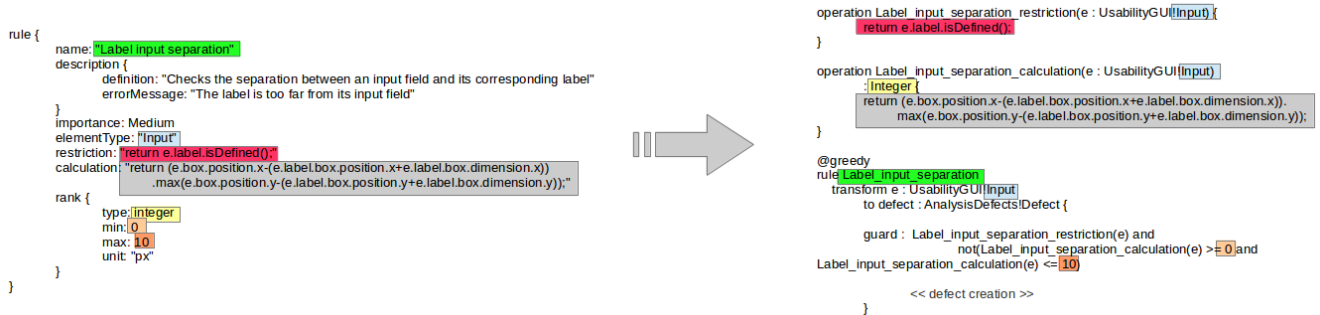 rule {
name: "Label input separation"
description {
definition: "Checks the separation between an input field and its corresponding label"
errorMessage: "The label is too far from its input field"
}
importance: Medium
elementType: "Input"
restriction: "return e.label.isDefined();"
calculation: "return (e.box.position.x-(e.label.box.position.x+e.label.box.dimension.x))
.max(e.box.position.y-(e.label.box.position.y+e.label.box.dimension.y));"
rank {
type: integer
min: 0
max: 10
unit: "px"
}
}
operation Label_input_separation_restriction(e : UsabilityGUI!Input) {
return e.label.isDefined();
}
operation Label_input_separation_calculation(e : UsabilityGUI!Input)
: Integer {
return (e.box.position.x-(e.label.box.position.x+e.label.box.dimension.x)).
max(e.box.position.y-(e.label.box.position.y+e.label.box.dimension.y));
}
@greedy
rule Label_input_separation
transform e : UsabilityGUI!Input
to defect : AnalysisDefects!Defect {
guard : Label_input_separation_restriction(e) and
not(Label_input_separation_calculation(e) >= 0 and
Label_input_separation_calculation(e) <= 10)
<< defect creation >>
}